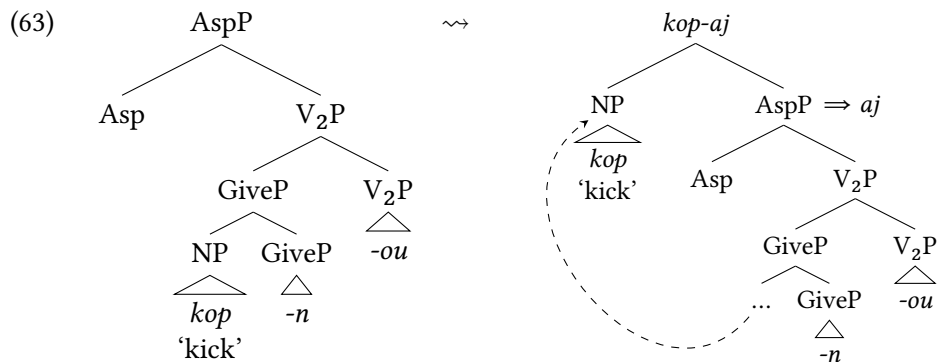 (63) AspP ⇝ kop-aj
Asp V₂P NP AspP ⇒ aj
kop
‘kick’
GiveP V₂P Asp V₂P
-ou
NP GiveP GiveP V₂P
kop -n -ou
‘kick’ ... GiveP
-n